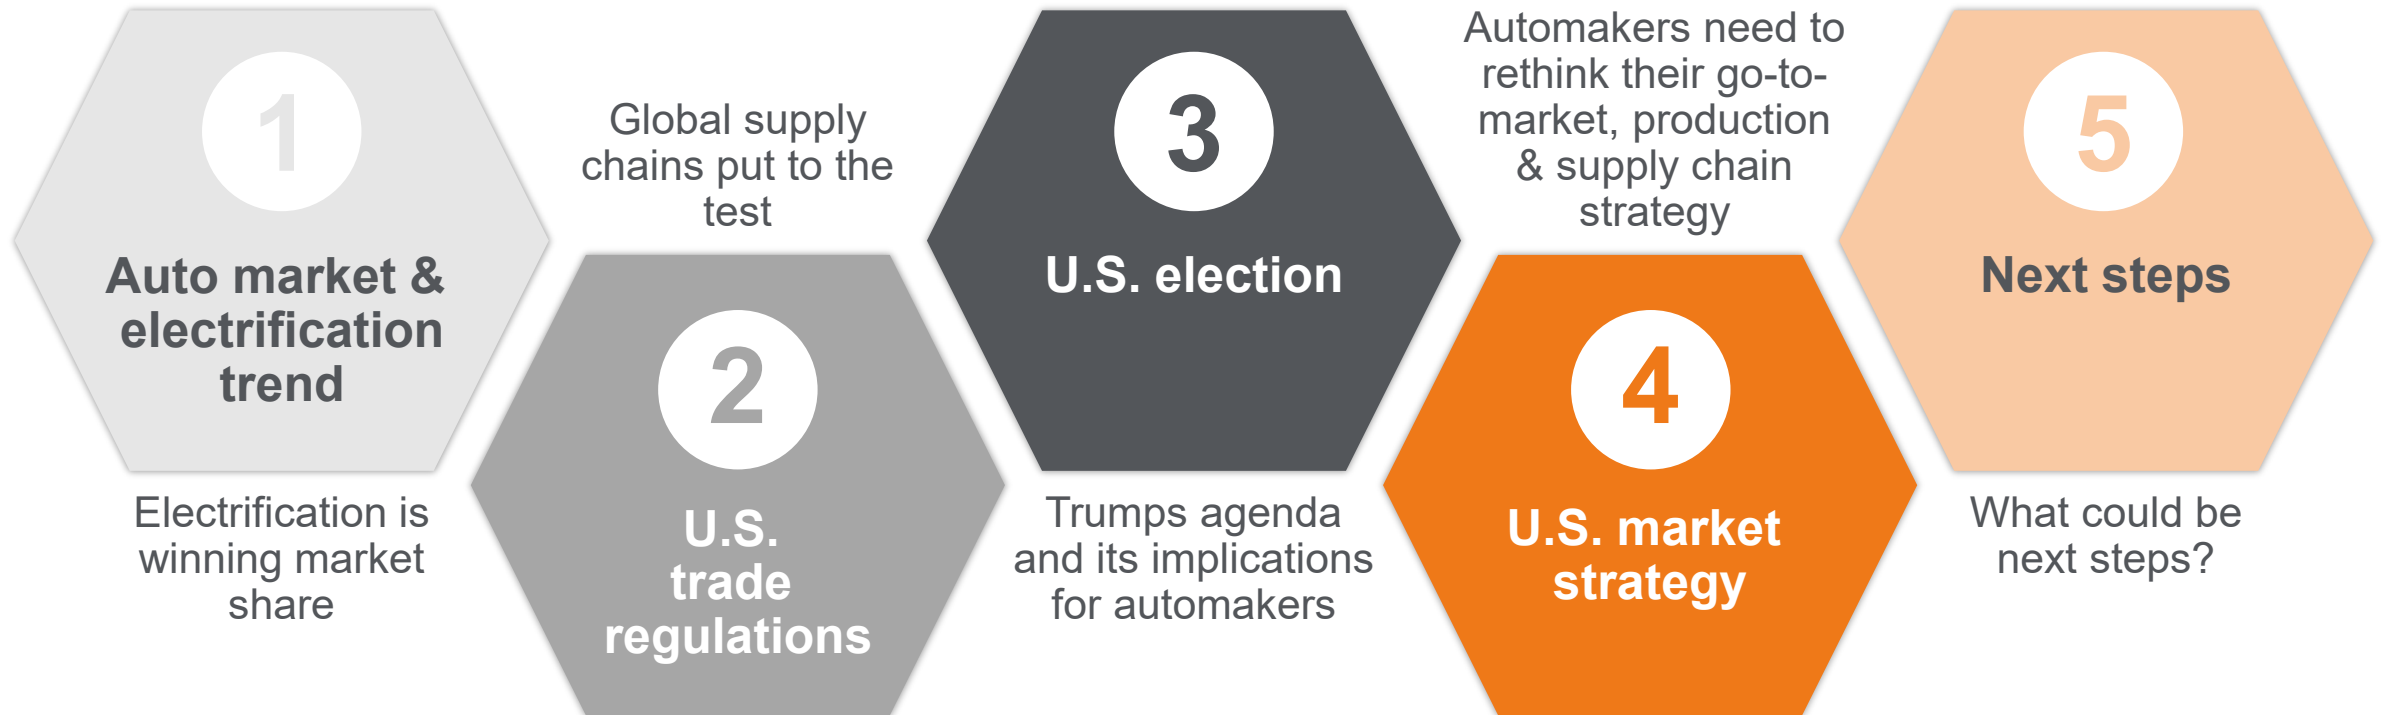 1
Auto market &
electrification
trend
Electrification is
winning market
share
Global supply
chains put to the
test
2
U.S.
trade
regulations
3
U.S. election
Trumps agenda
and its implications
for automakers
Automakers need to
rethink their go-to-
market, production
& supply chain
strategy
4
U.S. market
strategy
5
Next steps
What could be
next steps?